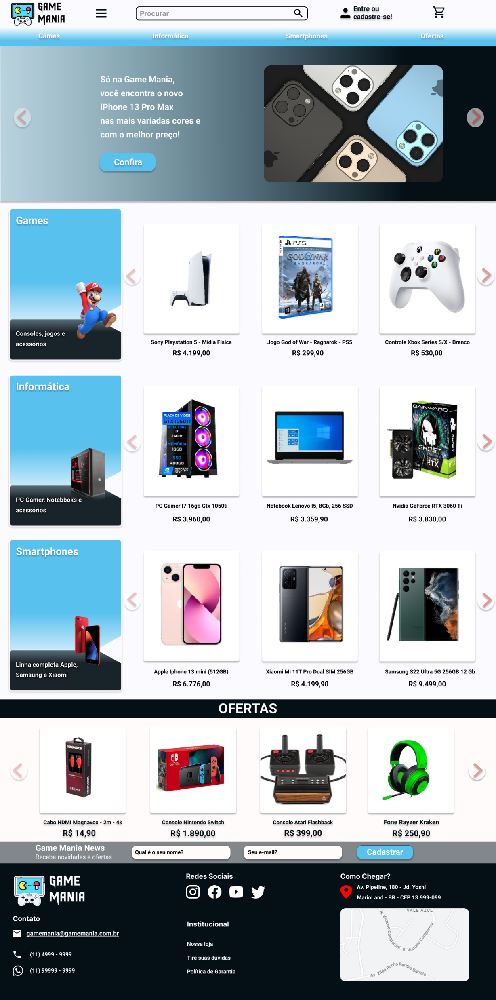 GAME
MANIA
Procurar
Entre ou
cadastre-se!
Games
Informática
Smartphones
Ofertas
Só na Game Mania,
você encontra o novo
iPhone 13 Pro Max
nas mais variadas cores e
com o melhor preço!
Confira
Games
Consoles, jogos e
acessórios
PS5
GOD OF WAR
RAGNARÖK
18
X
Y
B
A
Sony Playstation 5 - Mídia Física
R$ 4.199,00
Jogo God of War - Ragnarok - PS5
R$ 299,90
Controle Xbox Series S/X - Branco
R$ 530,00
Informática
PC Gamer, Notebboks e
acessórios
PLACA DE VÍDEO
GTX 1050TI
INTEL CORE
I7
3.4GHz
MEMÓRIA
16GB
SSD
480GB
GEFORCE
GTX
GAINWARD
GHOST
GHOST
GEFORCE
RTX
RTX
PC Gamer I7 16gb Gtx 1050ti
R$ 3.960,00
Notebook Lenovo I5, 8Gb, 256 SSD
R$ 3.359,90
Nvidia GeForce RTX 3060 Ti
R$ 3.830,00
Smartphones
Linha completa Apple,
Samsung e Xiaomi
Apple Iphone 13 mini (512GB)
R$ 6.776,00
Xiaomi Mi 11T Pro Dual SIM 256GB
R$ 4.199,90
Samsung S22 Ultra 5G 256GB 12 Gb
R$ 9.499,00
OFERTAS
MAGNAVOX
MAGNAVOX
24K GOLD
SWITCH
Cabo HDMI Magnavox - 2m - 4k
R$ 14,90
Console Nintendo Switch
R$ 1.890,00
Console Atari Flashback
R$ 399,00
Fone Rayzer Kraken
R$ 250,90
Game Mania News
Receba novidades e ofertas
Qual é o seu nome?
Seu e-mail?
Cadastrar
GAME
MANIA
Contato
gamemania@gamemania.com.br
(11) 4999 - 9999
(11) 99999 - 9999
Redes Sociais
Institucional
Nossa loja
Tire suas dúvidas
Política de Garantia
Como Chegar?
Av. Pipeline, 180 - Jd. Yoshi
MarioLand - BR - CEP 13.999-099
VALE AZUL
R. Victorio Comparoni
R. Victorio Comparoni
Av. Zilda Rocha Pereira Barreto